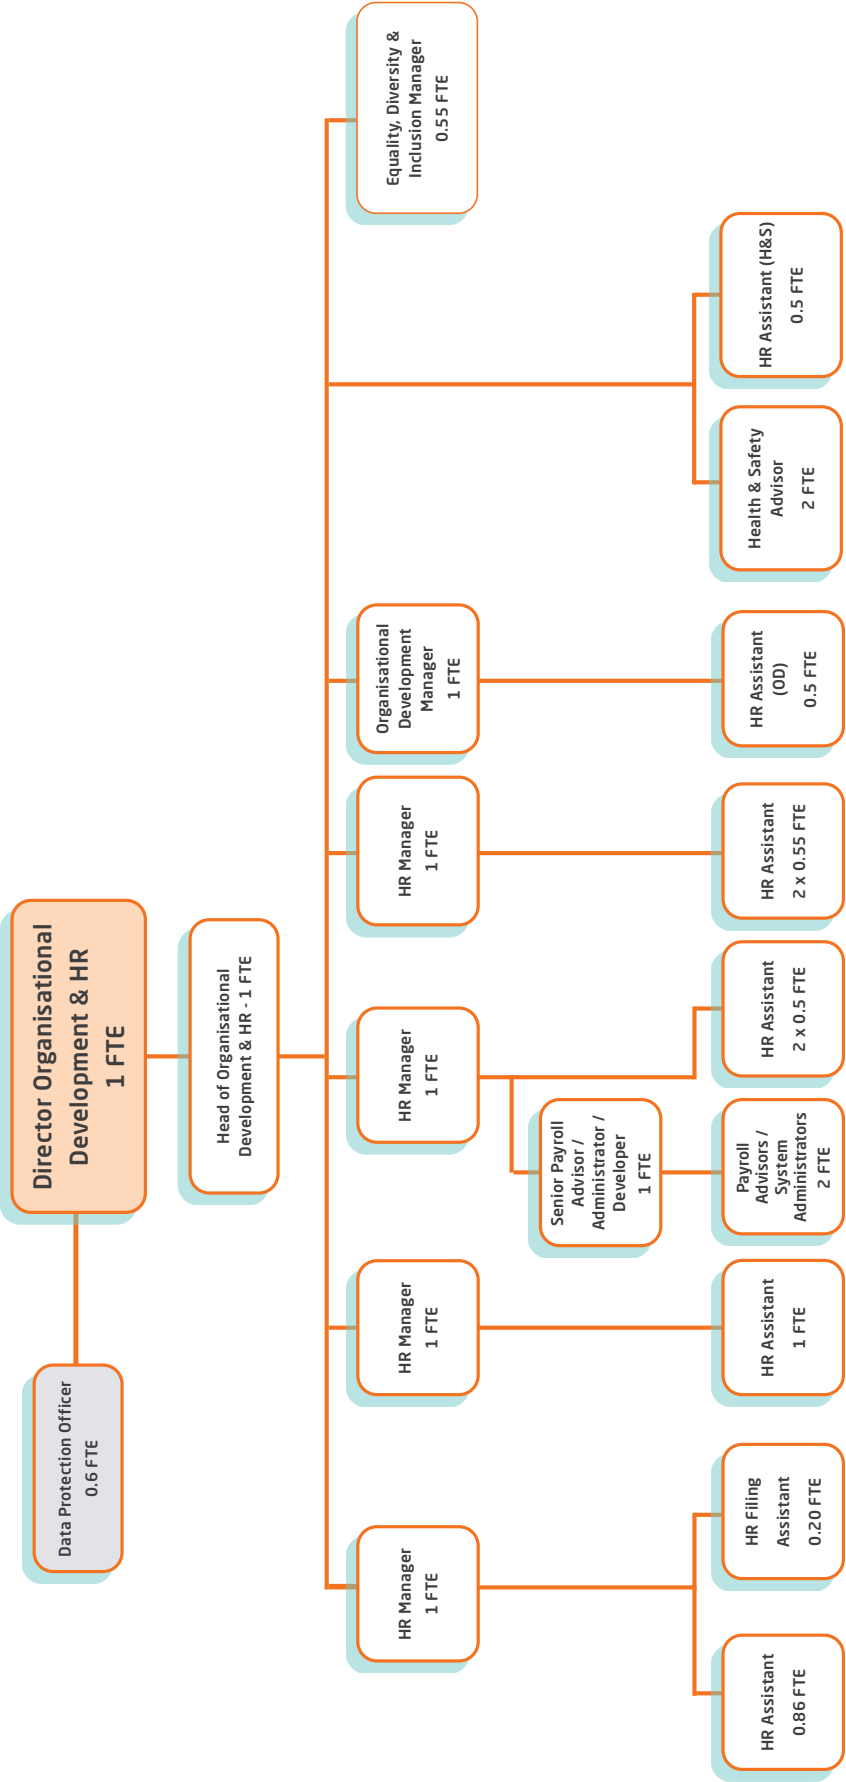 Director Organisational
Development & HR
1 FTE
Data Protection Officer
0.6 FTE
Head of Organisational
Development & HR - 1 FTE
HR Manager
1 FTE
HR Manager
1 FTE
HR Manager
1 FTE
HR Manager
1 FTE
Organisational
Development
Manager
1 FTE
Equality, Diversity &
Inclusion Manager
0.55 FTE
Senior Payroll
Advisor /
Administrator /
Developer
1 FTE
HR Assistant
0.86 FTE
HR Filing
Assistant
0.20 FTE
HR Assistant
1 FTE
Payroll
Advisors /
System
Administrators
2 FTE
HR Assistant
2 x 0.5 FTE
HR Assistant
2 x 0.55 FTE
HR Assistant
(OD)
0.5 FTE
Health & Safety
Advisor
2 FTE
HR Assistant (H&S)
0.5 FTE